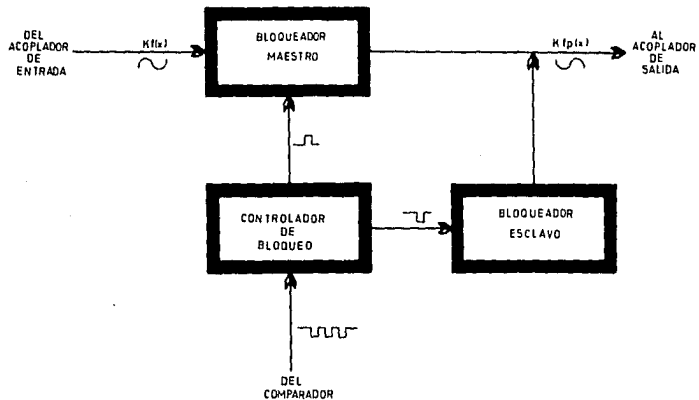 DEL
ACOPLADOR
DE
ENTRADA
Kf(x)
BLOQUEADOR
MAESTRO
Kfp(x)
AL
ACOPLADOR
DE
SALIDA
CONTROLADOR
DE
BLOQUEO
BLOQUEADOR
ESCLAVO
DEL
COMPARADOR